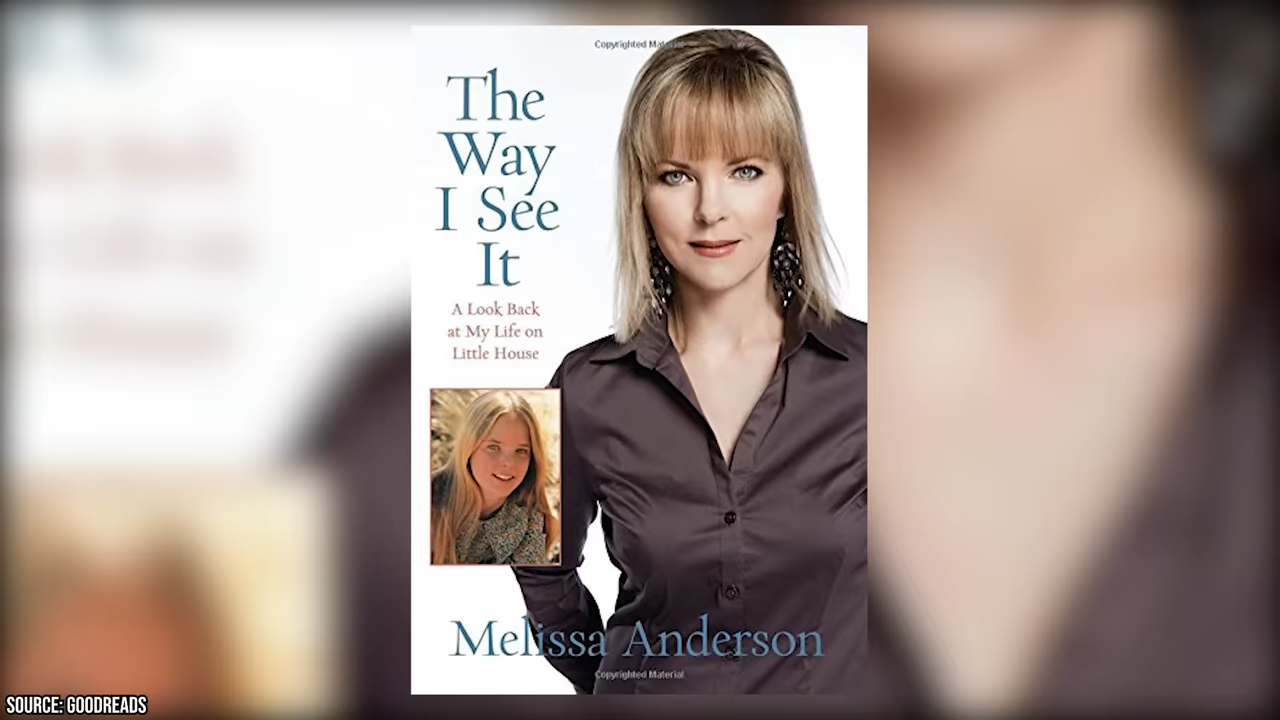 Copyrighted Material
The
Way
I See
It
A Look Back
at My Life on
Little House
Melissa Anderson
Copyrighted Material
SOURCE: GOODREADS